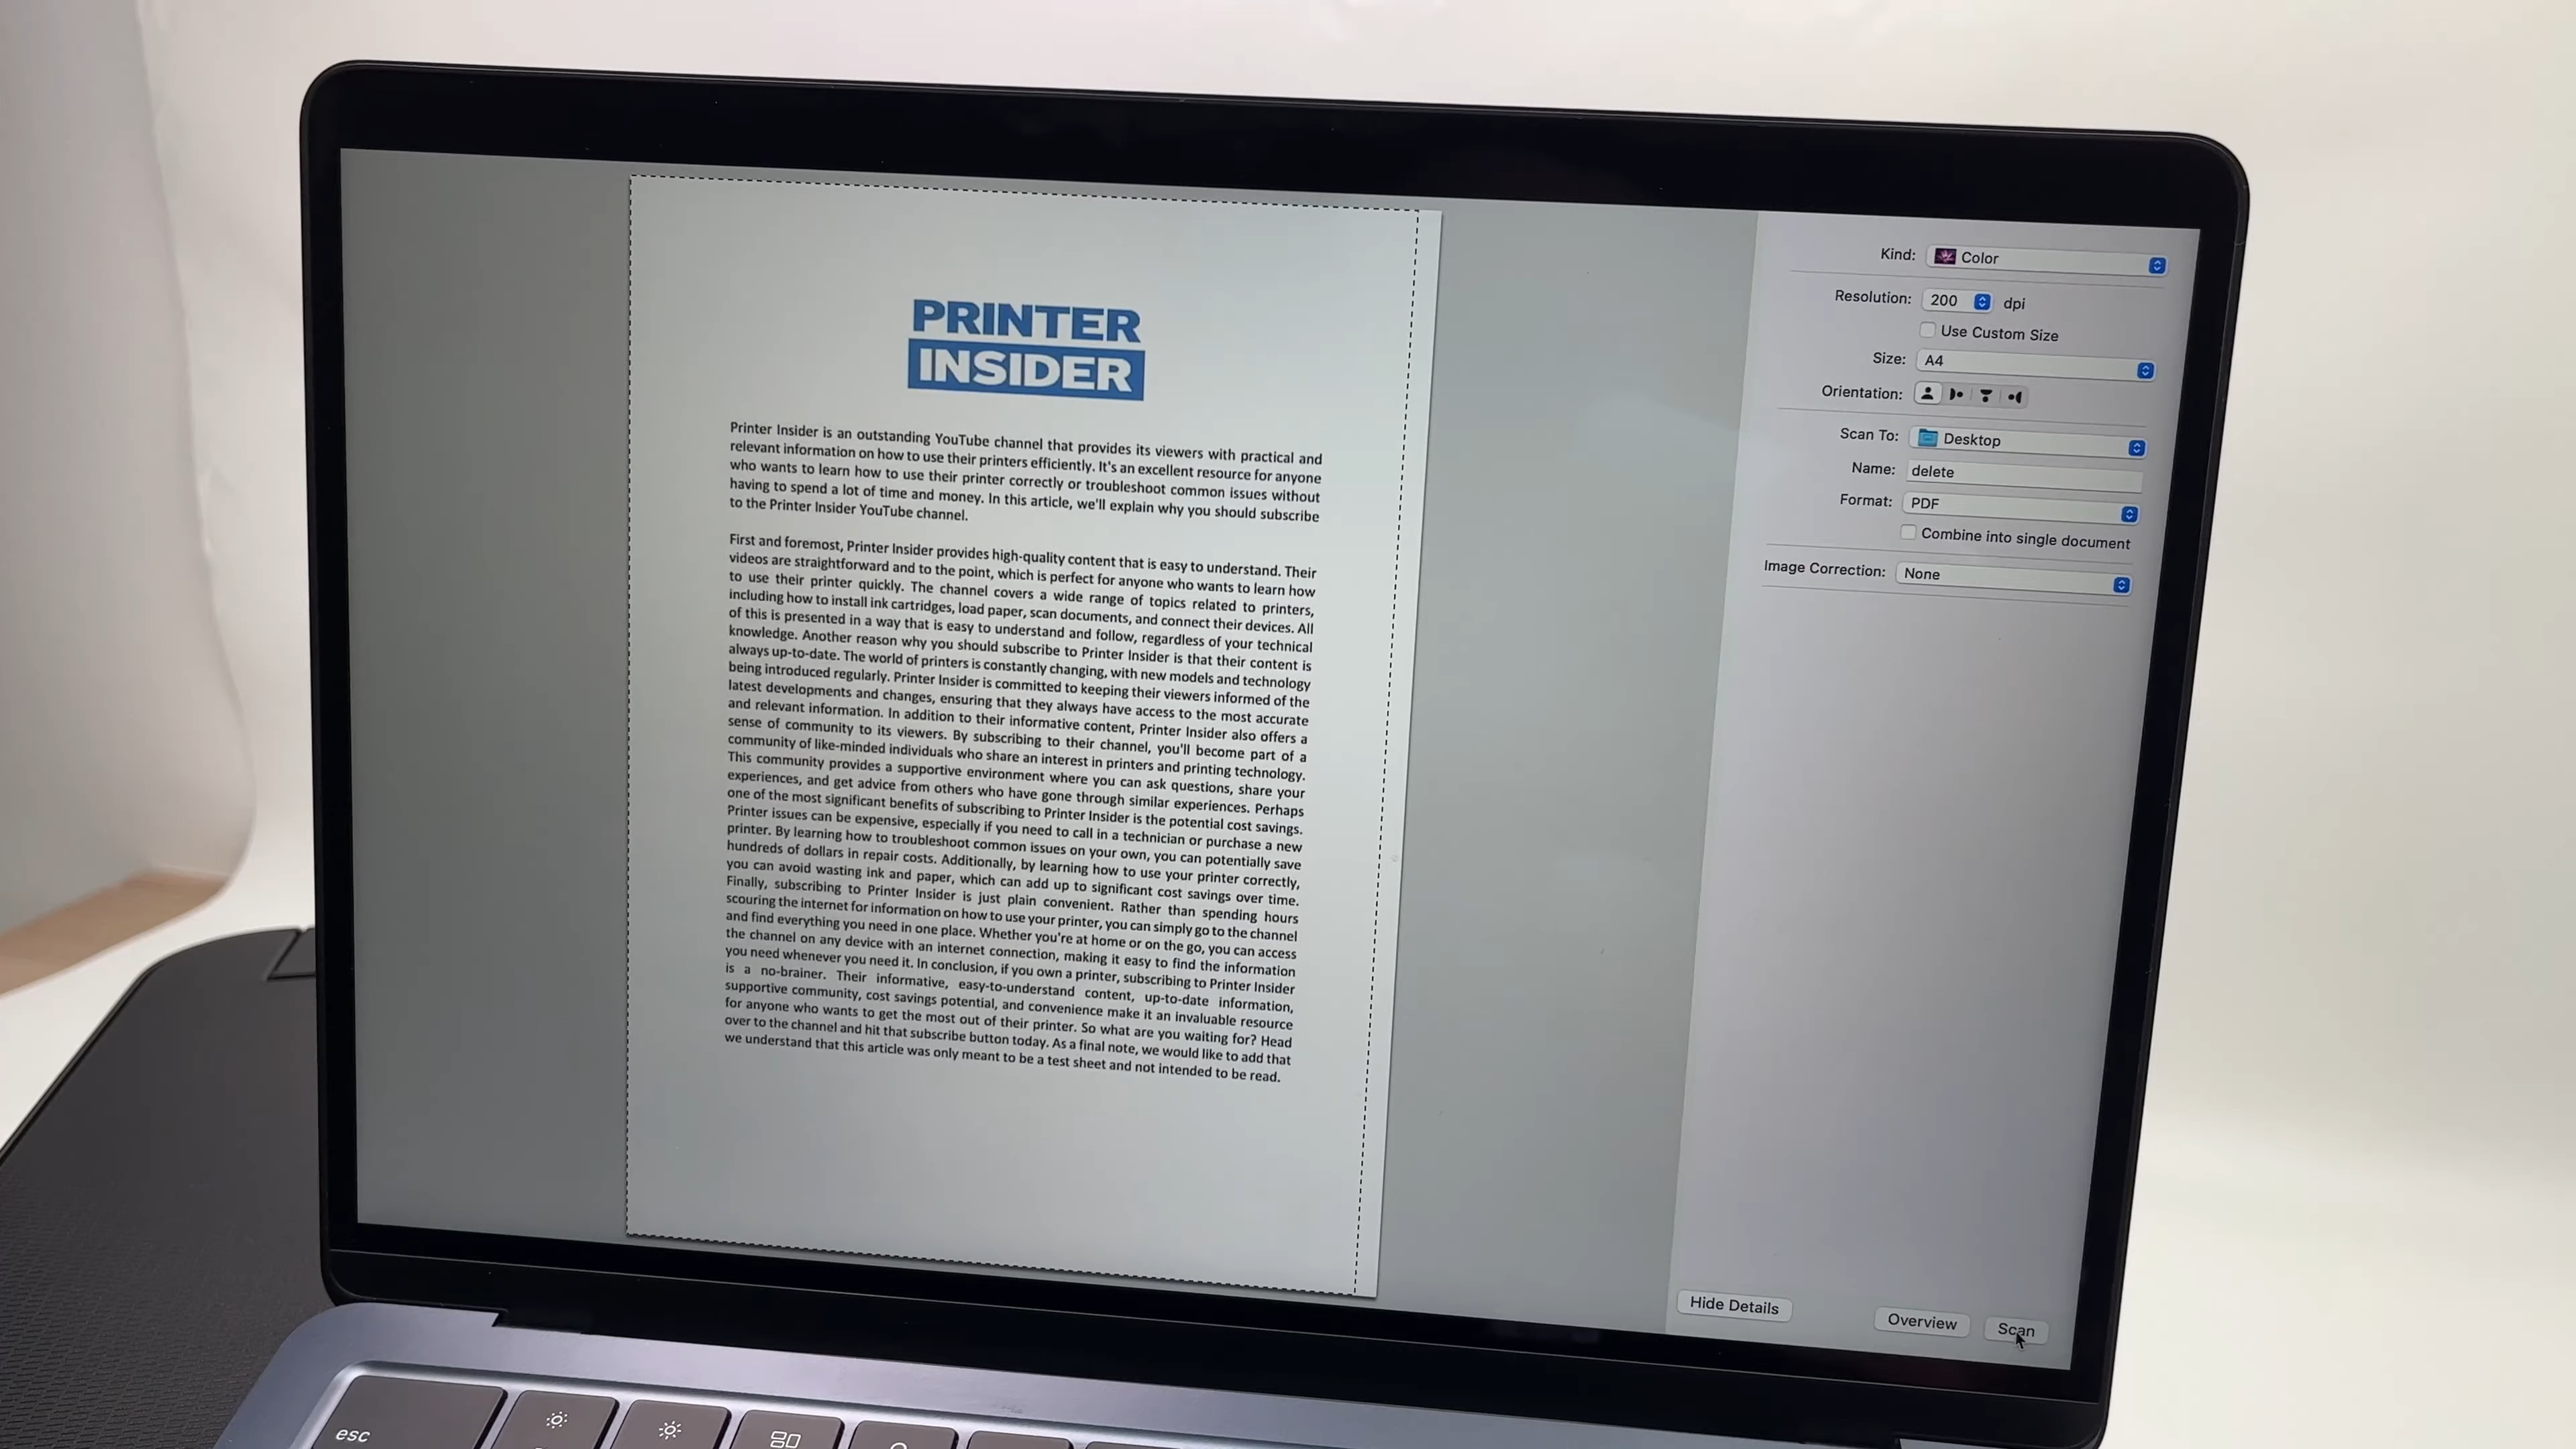 PRINTER
INSIDER
Printer Insider is an outstanding YouTube channel that provides its viewers with practical and
relevant information on how to use their printers efficiently. It's an excellent resource for anyone
who wants to learn how to use their printer correctly or troubleshoot common issues without
having to spend a lot of time and money. In this article, we'll explain why you should subscribe
to the Printer Insider YouTube channel.
First and foremost, Printer Insider provides high-quality content that is easy to understand. Their
videos are straightforward and to the point, which is perfect for anyone who wants to learn how
to use their printer quickly. The channel covers a wide range of topics related to printers,
including how to install ink cartridges, load paper, scan documents, and connect their devices. All
of this is presented in a way that is easy to understand and follow, regardless of your technical
knowledge. Another reason why you should subscribe to Printer Insider is that their content is
always up-to-date. The world of printers is constantly changing, with new models and technology
being introduced regularly. Printer Insider is committed to keeping their viewers informed of the
latest developments and changes, ensuring that they always have access to the most accurate
and relevant information. In addition to their informative content, Printer Insider also offers a
sense of community to its viewers. By subscribing to their channel, you'll become part of a
community of like-minded individuals who share an interest in printers and printing technology.
This community provides a supportive environment where you can ask questions, share your
experiences, and get advice from others who have gone through similar experiences. Perhaps
one of the most significant benefits of subscribing to Printer Insider is the potential cost savings.
Printer issues can be expensive, especially if you need to call in a technician or purchase a new
printer. By learning how to troubleshoot common issues on your own, you can potentially save
hundreds of dollars in repair costs. Additionally, by learning how to use your printer correctly,
you can avoid wasting ink and paper, which can add up to significant cost savings over time.
Finally, subscribing to Printer Insider is just plain convenient. Rather than spending hours
scouring the internet for information on how to use your printer, you can simply go to the channel
and find everything you need in one place. Whether you're at home or on the go, you can access
the channel on any device with an internet connection, making it easy to find the information
you need whenever you need it. In conclusion, if you own a printer, subscribing to Printer Insider
is a no-brainer. Their informative, easy-to-understand content, up-to-date information,
supportive community, cost savings potential, and convenience make it an invaluable resource
for anyone who wants to get the most out of their printer. So what are you waiting for? Head
over to the channel and hit that subscribe button today. As a final note, we would like to add that
we understand that this article was only meant to be a test sheet and not intended to be read.
Kind: Color
Resolution: 200 dpi
Use Custom Size
Size: A4
Orientation:
Scan To: Desktop
Name: delete
Format: PDF
Combine into single document
Image Correction: None
Hide Details Overview Scan
esc